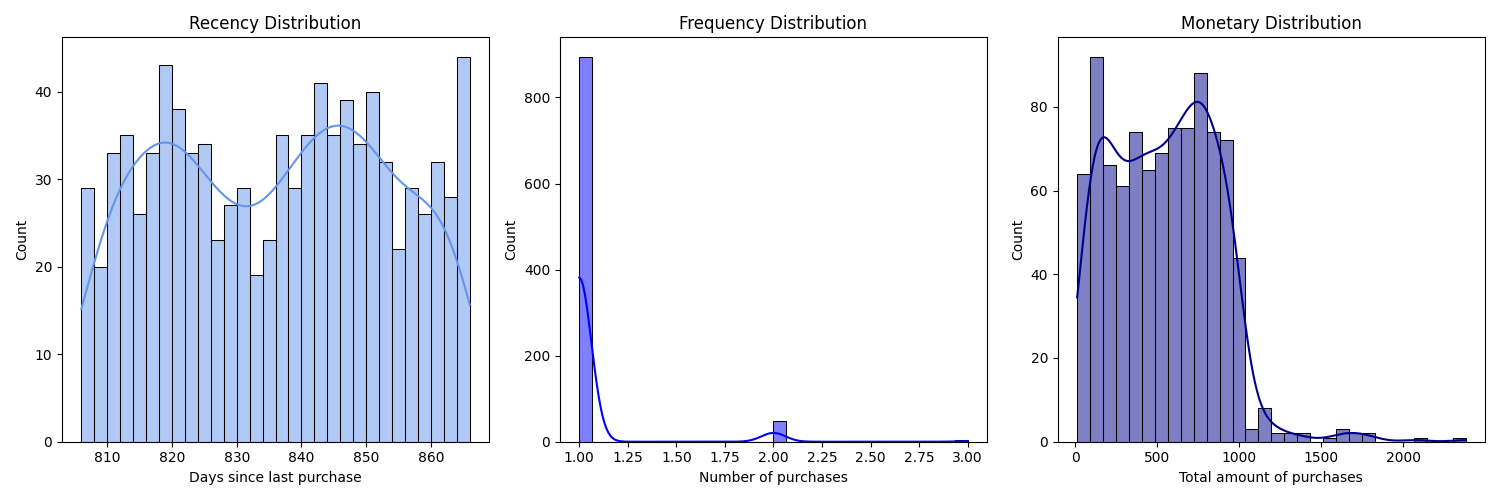 Recency Distribution
Count
40
30
20
10
0
810 820 830 840 850 860
Days since last purchase
Frequency Distribution
Count
800
600
400
200
0
1.00 1.25 1.50 1.75 2.00 2.25 2.50 2.75 3.00
Number of purchases
Monetary Distribution
Count
80
60
40
20
0
0 500 1000 1500 2000
Total amount of purchases